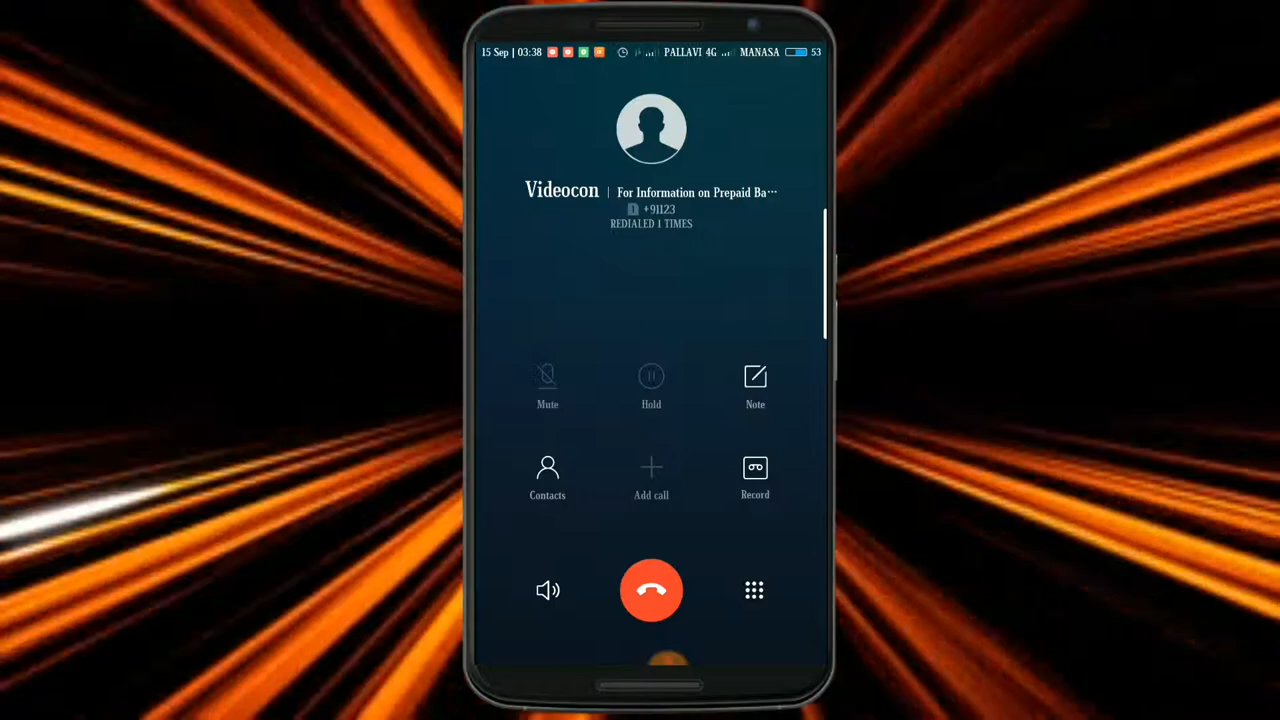 15 Sep | 03:38 PALLAVI 4G MANASA 53
Videocon | For Information on Prepaid Ba...
1 +91123
REDIALED 1 TIMES
Mute Hold Note
Contacts Add call Record